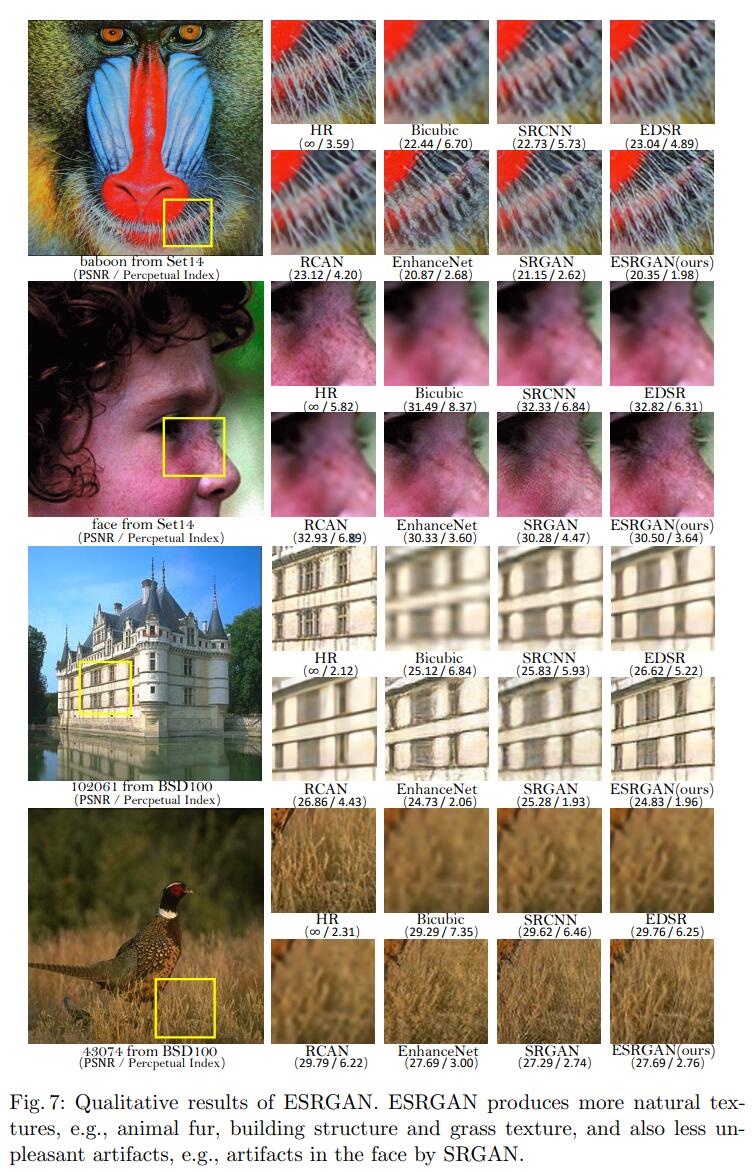 HR Bicubic SRCNN EDSR
(∞ / 3.59) (22.44 / 6.70) (22.73 / 5.73) (23.04 / 4.89)
baboon from Set14 RCAN EnhanceNet SRGAN ESRGAN(ours)
(PSNR / Percpetual Index) (23.12 / 4.20) (20.87 / 2.68) (21.15 / 2.62) (20.35 / 1.98)
HR Bicubic SRCNN EDSR
(∞ / 5.82) (31.49 / 8.37) (32.33 / 6.84) (32.82 / 6.31)
face from Set14 RCAN EnhanceNet SRGAN ESRGAN(ours)
(PSNR / Percpetual Index) (32.93 / 6.89) (30.33 / 3.60) (30.28 / 4.47) (30.50 / 3.64)
HR Bicubic SRCNN EDSR
(∞ / 2.12) (25.12 / 6.84) (25.83 / 5.93) (26.62 / 5.22)
102061 from BSD100 RCAN EnhanceNet SRGAN ESRGAN(ours)
(PSNR / Percpetual Index) (26.86 / 4.43) (24.73 / 2.06) (25.28 / 1.93) (24.83 / 1.96)
HR Bicubic SRCNN EDSR
(∞ / 2.31) (29.29 / 7.35) (29.62 / 6.46) (29.76 / 6.25)
43074 from BSD100 RCAN EnhanceNet SRGAN ESRGAN(ours)
(PSNR / Percpetual Index) (29.79 / 6.22) (27.69 / 3.00) (27.29 / 2.74) (27.69 / 2.76)
Fig. 7: Qualitative results of ESRGAN. ESRGAN produces more natural tex-
tures, e.g., animal fur, building structure and grass texture, and also less un-
pleasant artifacts, e.g., artifacts in the face by SRGAN.